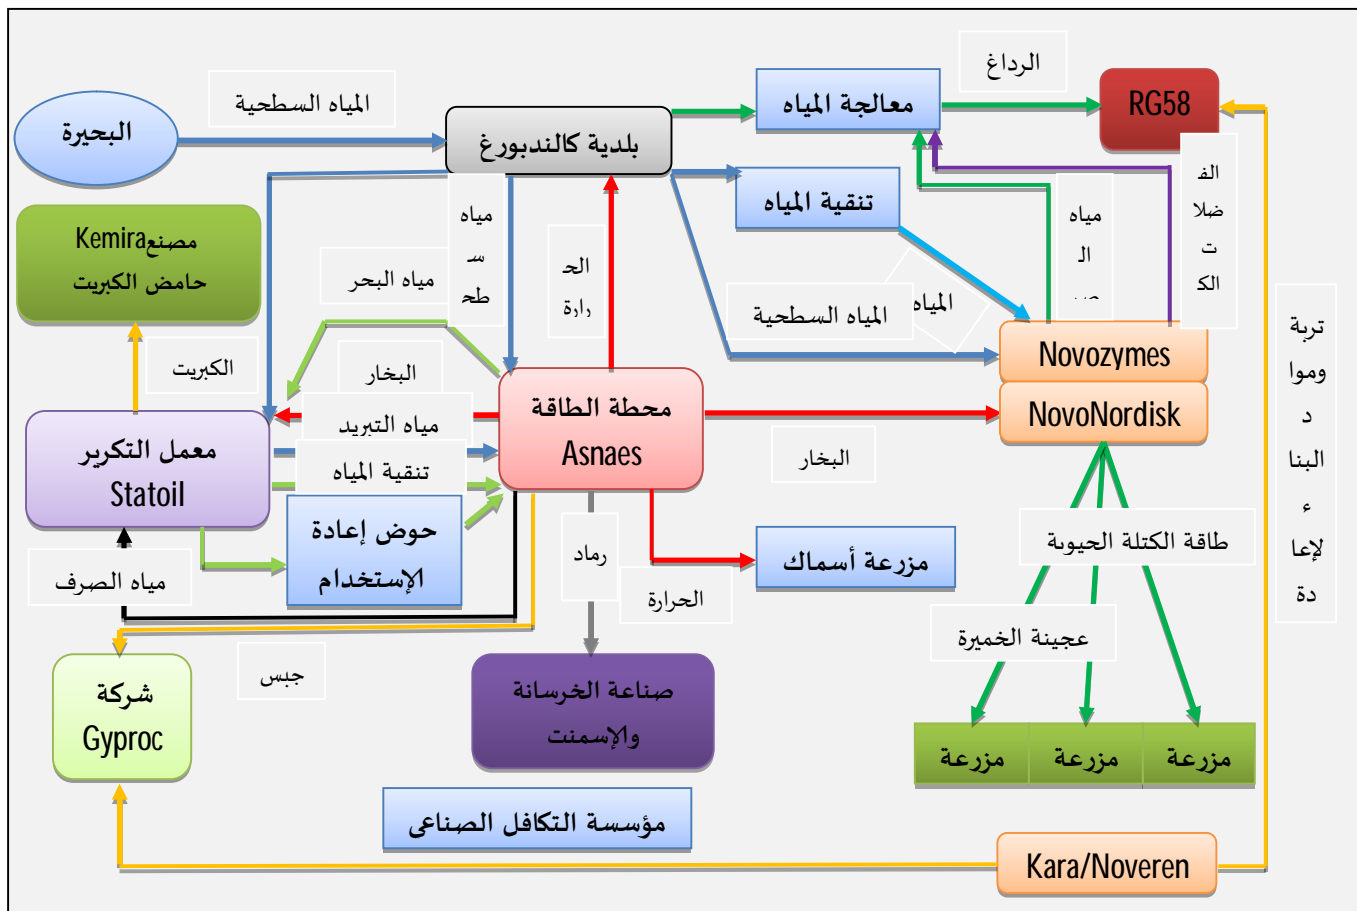 الرداغ
المياه السطحية
معالجة المياه
RG58
البحيرة
بلدية كالندبورغ
الف
ضلا
ت
الك
تنقية المياه
مياه
ال
مياه
س
طح
مصنعKemira
حامض الكبريت
الح
رارة
مياه البحر
المياه
المياه السطحية
تربة
وموا
د
البنا
ء
لإعا
دة
Novozymes
الكبريت
البخار
محطة الطاقة
Asnaes
NovoNordisk
مياه التبريد
معمل التكرير
Statoil
تنقية المياه
البخار
حوض إعادة
الإستخدام
رماد
طاقة الكتلة الحيوية
مزرعة أسماك
مياه الصرف
الحرارة
عجينة الخميرة
جبس
شركة
Gyproc
صناعة الخرسانة
والإسمنت
مزرعة
مزرعة
مزرعة
مؤسسة التكافل الصناعى
Kara/Noveren